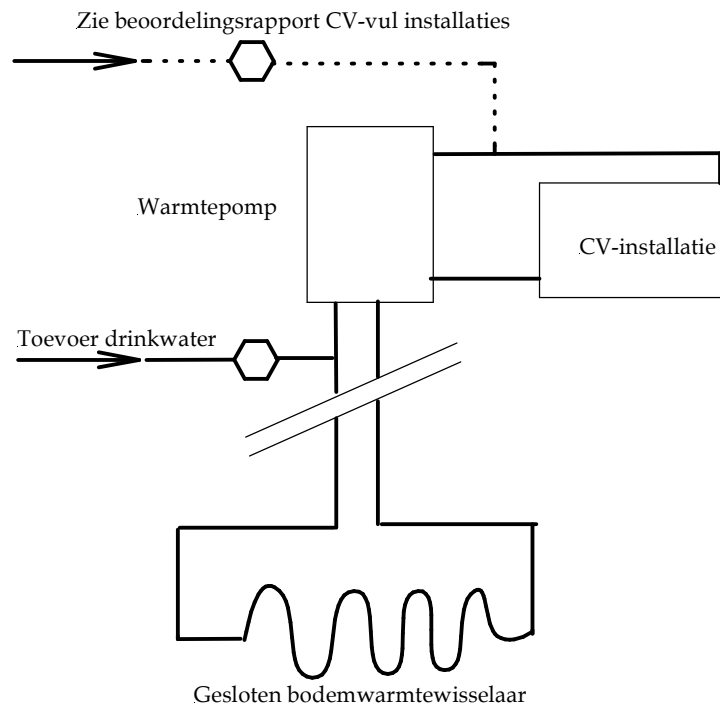 Zie beoordelingsrapport CV-vul installaties
Warmtepomp
CV-installatie
Toevoer drinkwater
Gesloten bodemwarmtewisselaar